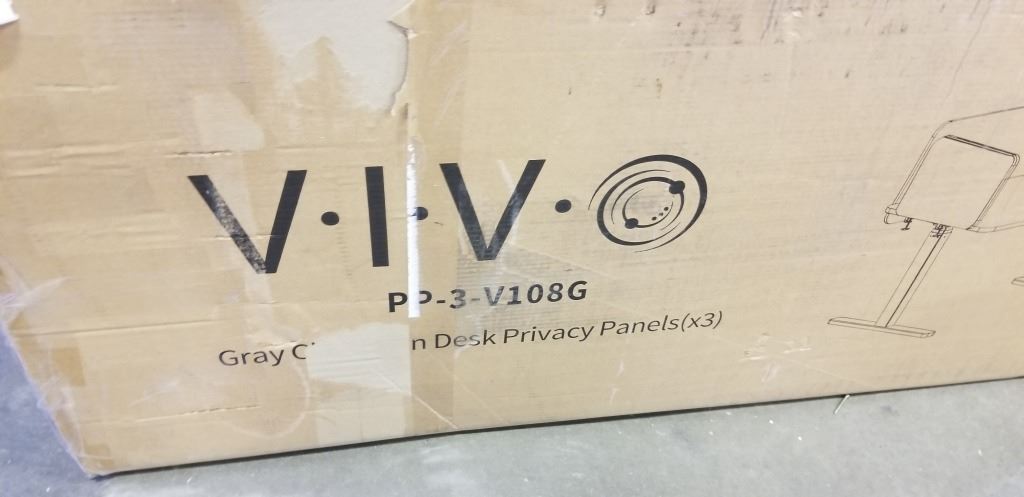 V.I.V.O
PP-3-V108G
Gray n Desk Privacy Panels(x3)